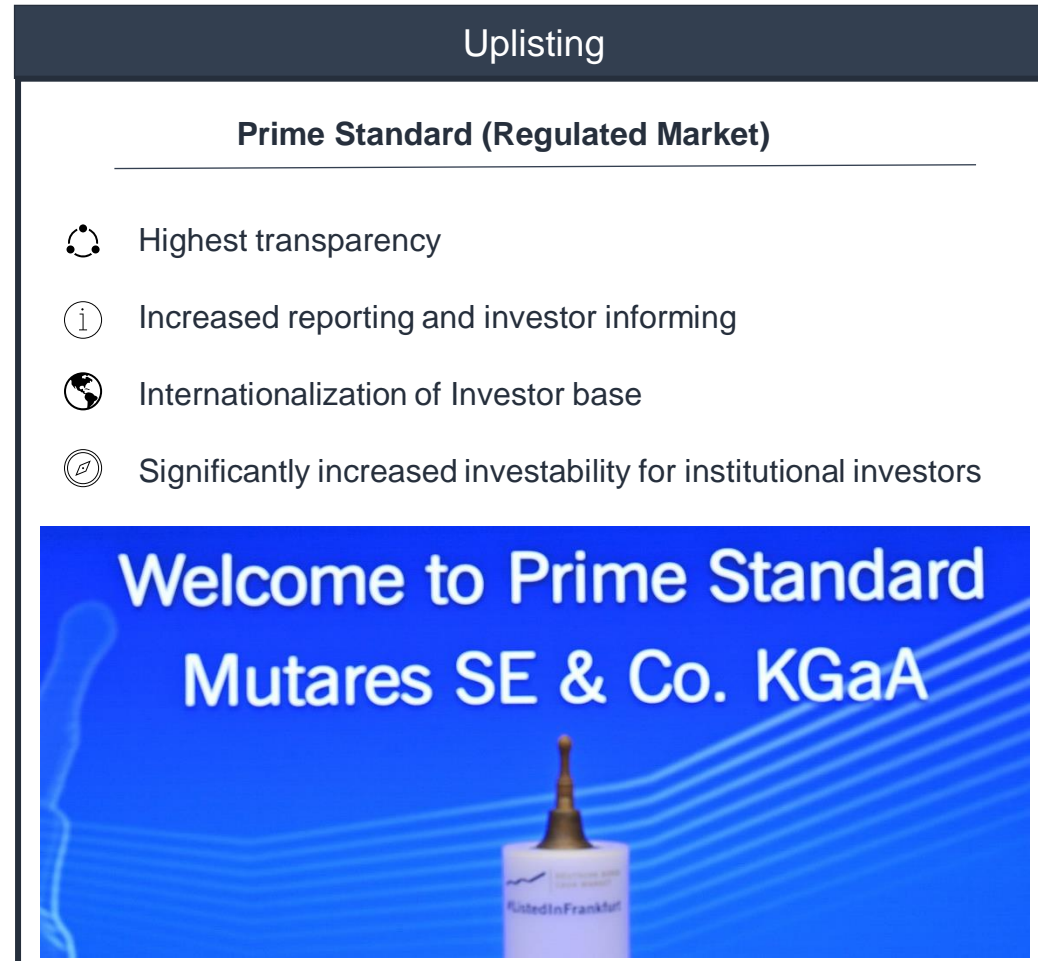 Uplisting
Prime Standard (Regulated Market)
Highest transparency
Increased reporting and investor informing
Internationalization of Investor base
Significantly increased investability for institutional investors
Welcome to Prime Standard
Mutares SE & Co. KGaA
#ListedInFrankfurt